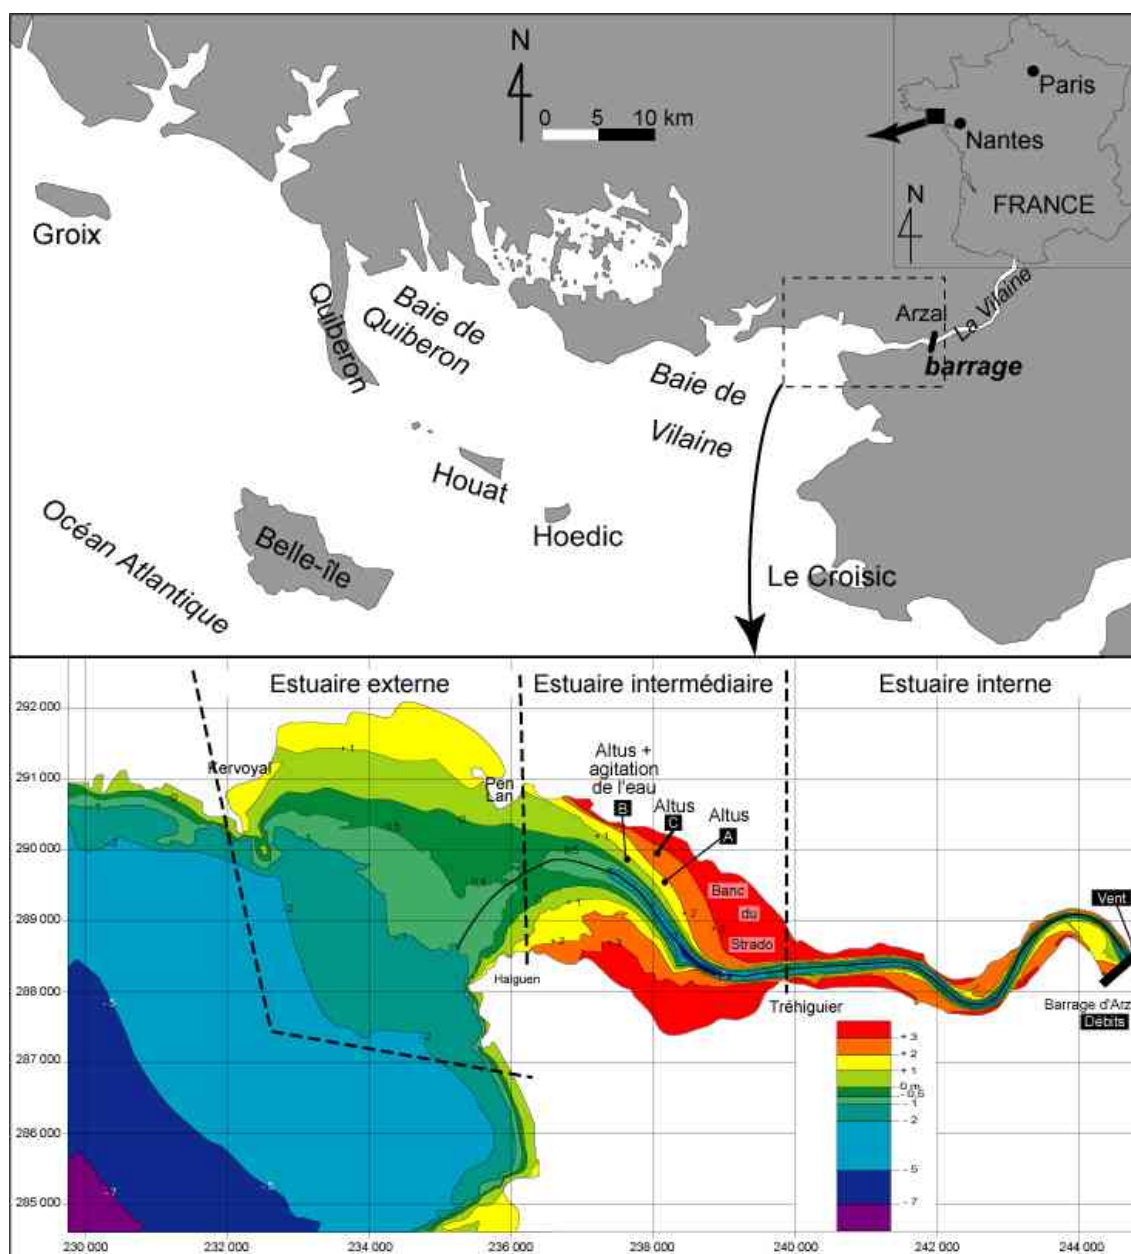 N
0 5 10 km
Paris
Nantes
N
FRANCE
Groix
Quiberon
Baie de
Quiberon
Arzal
La Vilaine
barrage
Baie de
Vilaine
Houat
Hoedic
Océan Atlantique
Belle-île
Le Croisic
Estuaire externe
Estuaire intermédiaire
Estuaire interne
292 000
291 000
290 000
289 000
288 000
287 000
286 000
285 000
Kervoyal
Pen
Lan
Altus +
agitation
de l'eau
B
Altus
C
Altus
A
Banc
du
Strado
Halguen
Tréhiguier
Vent
Barrage d'Arz
Débits
+ 3
+ 2
+ 1
0 m
- 0,5
- 1
- 2
- 5
- 7
- 5
- 5
- 7
230 000
232 000
234 000
236 000
238 000
240 000
242 000
244 000